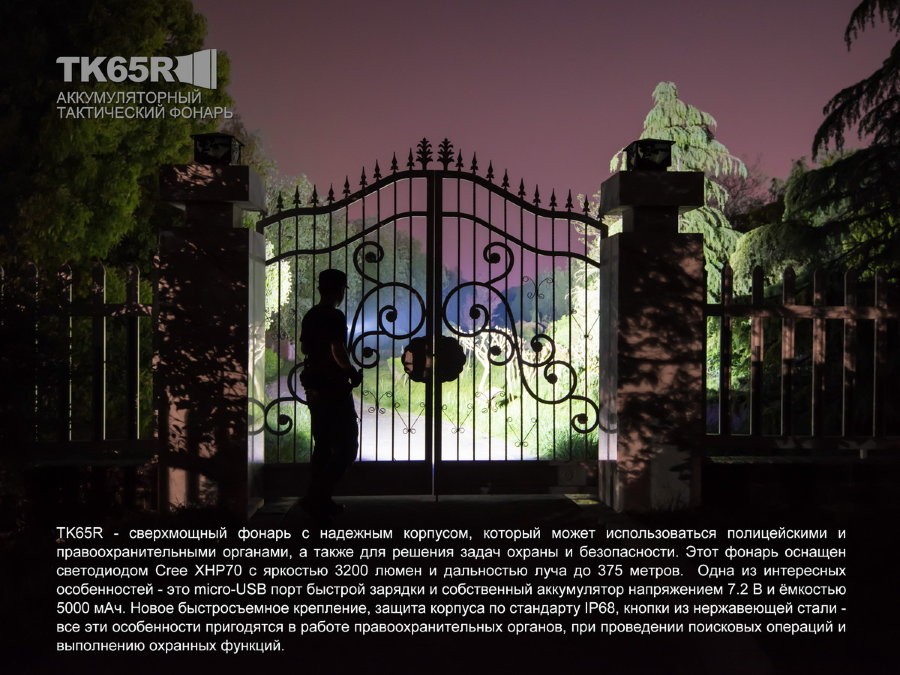 TK65R
АККУМУЛЯТОРНЫЙ
ТАКТИЧЕСКИЙ ФОНАРЬ
TK65R - сверхмощный фонарь с надежным корпусом, который может использоваться полицейскими и
правоохранительными органами, а также для решения задач охраны и безопасности. Этот фонарь оснащен
светодиодом Cree XHP70 с яркостью 3200 люмен и дальностью луча до 375 метров. Одна из интересных
особенностей - это micro-USB порт быстрой зарядки и собственный аккумулятор напряжением 7.2 В и ёмкостью
5000 мАч. Новое быстросъемное крепление, защита корпуса по стандарту IP68, кнопки из нержавеющей стали -
все эти особенности пригодятся в работе правоохранительных органов, при проведении поисковых операций и
выполнению охранных функций.